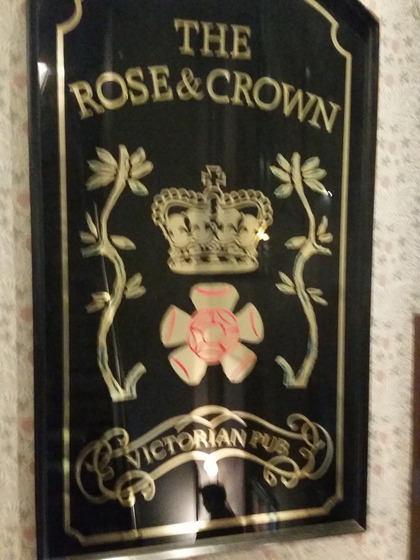 THE
ROSE & CROWN
VICTORIAN PUB